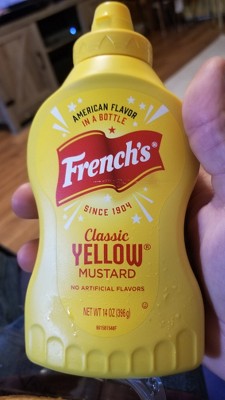 AMERICAN FLAVOR
IN A BOTTLE
French's®
SINCE 1904
Classic
YELLOW®
MUSTARD
NO ARTIFICIAL FLAVORS
NET WT 14 OZ (396g)